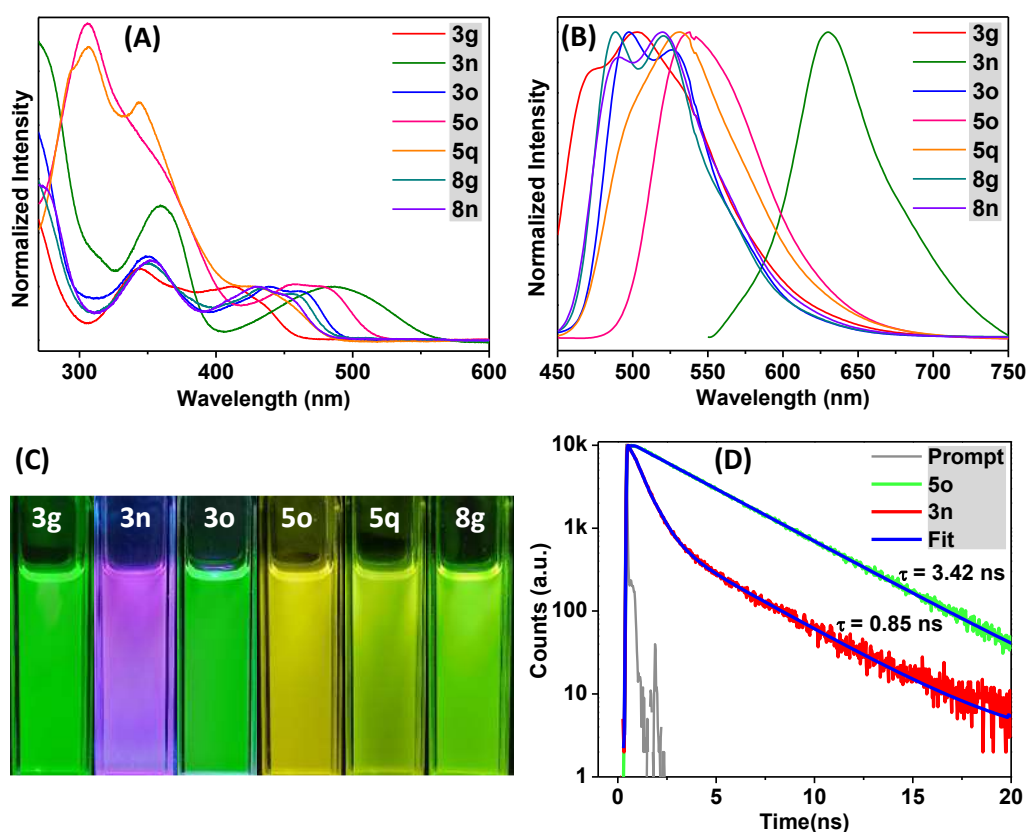 (A)
3g
3n
3o
5o
5q
8g
8n
Normalized Intensity
300 400 500 600
Wavelength (nm)
(B)
3g
3n
3o
5o
5q
8g
8n
Normalized Intensity
450 500 550 600 650 700 750
Wavelength (nm)
(C)
3g 3n 3o 5o 5q 8g
(D)
Prompt
5o
3n
Fit
τ = 3.42 ns
τ = 0.85 ns
Counts (a.u.)
10k
1k
100
10
1
0 5 10 15 20
Time(ns)